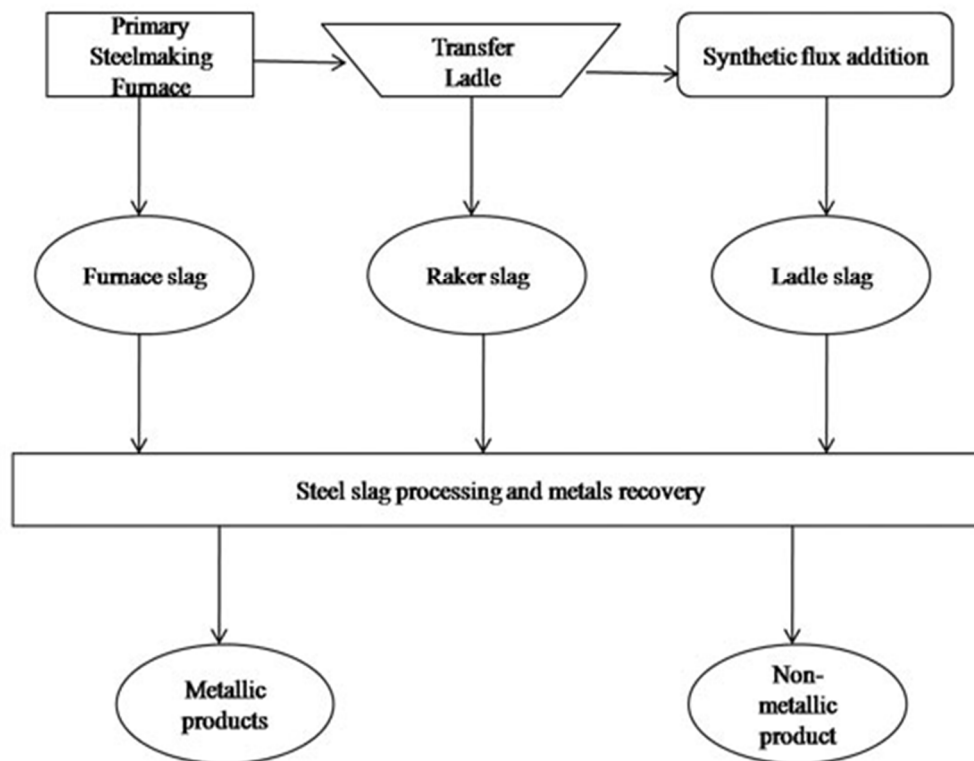 Primary
Steelmaking
Furnace
Transfer
Ladle
Synthetic flux addition
Furnace slag
Raker slag
Ladle slag
Steel slag processing and metals recovery
Metallic
products
Non-
metallic
product